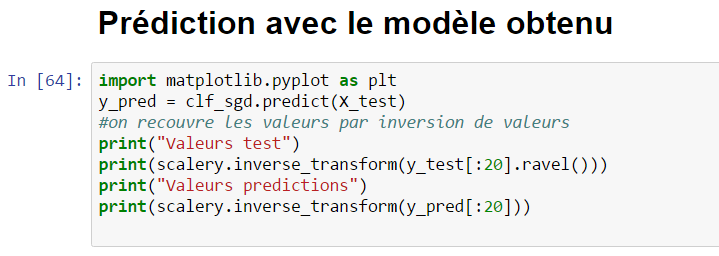 Prédiction avec le modèle obtenu
In [64]: import matplotlib.pyplot as plt
y_pred = clf_sgd.predict(X_test)
#on recouvre les valeurs par inversion de valeurs
print("Valeurs test")
print(scalery.inverse_transform(y_test[:20].ravel()))
print("Valeurs predictions")
print(scalery.inverse_transform(y_pred[:20]))